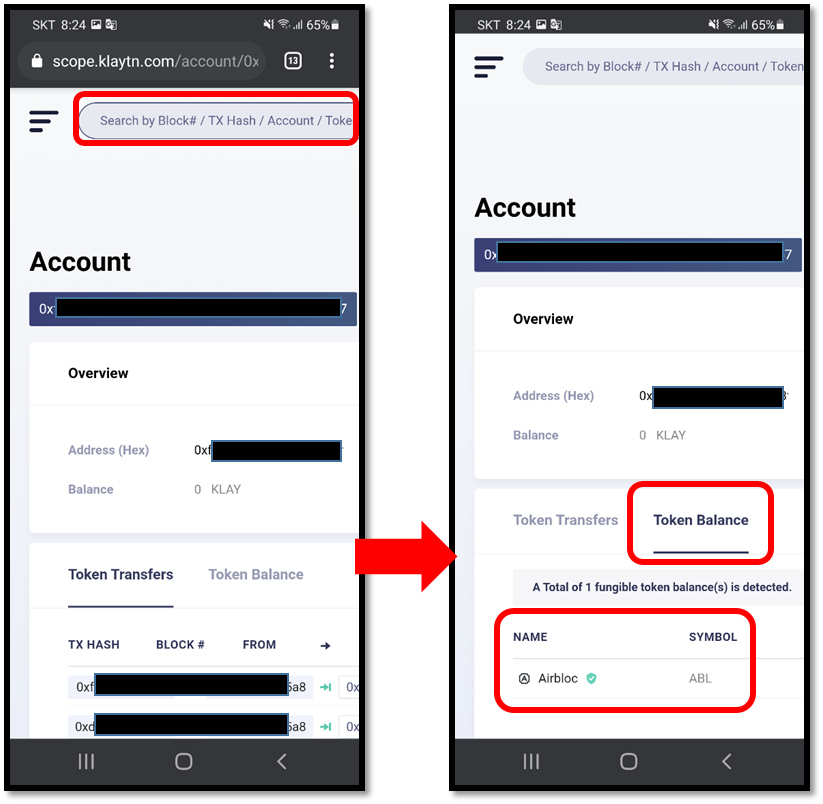 SKT 8:24 65%
scope.klaytn.com/account/0x
13
Search by Block# / TX Hash / Account / Toke
Account
0x 7
Overview
Address (Hex) 0xf
Balance 0 KLAY
Token Transfers Token Balance
TX HASH BLOCK # FROM →
0xf 5a8 0x
0xd 5a8 0x
SKT 8:24 65%
Search by Block# / TX Hash / Account / Token
Account
0x 7
Overview
Address (Hex) 0x
Balance 0 KLAY
Token Transfers Token Balance
A Total of 1 fungible token balance(s) is detected.
NAME SYMBOL
Airbloc ABL